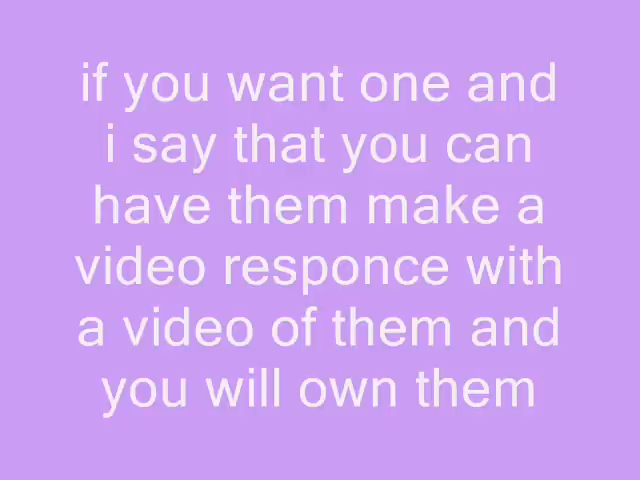 if you want one and
i say that you can
have them make a
video responce with
a video of them and
you will own them